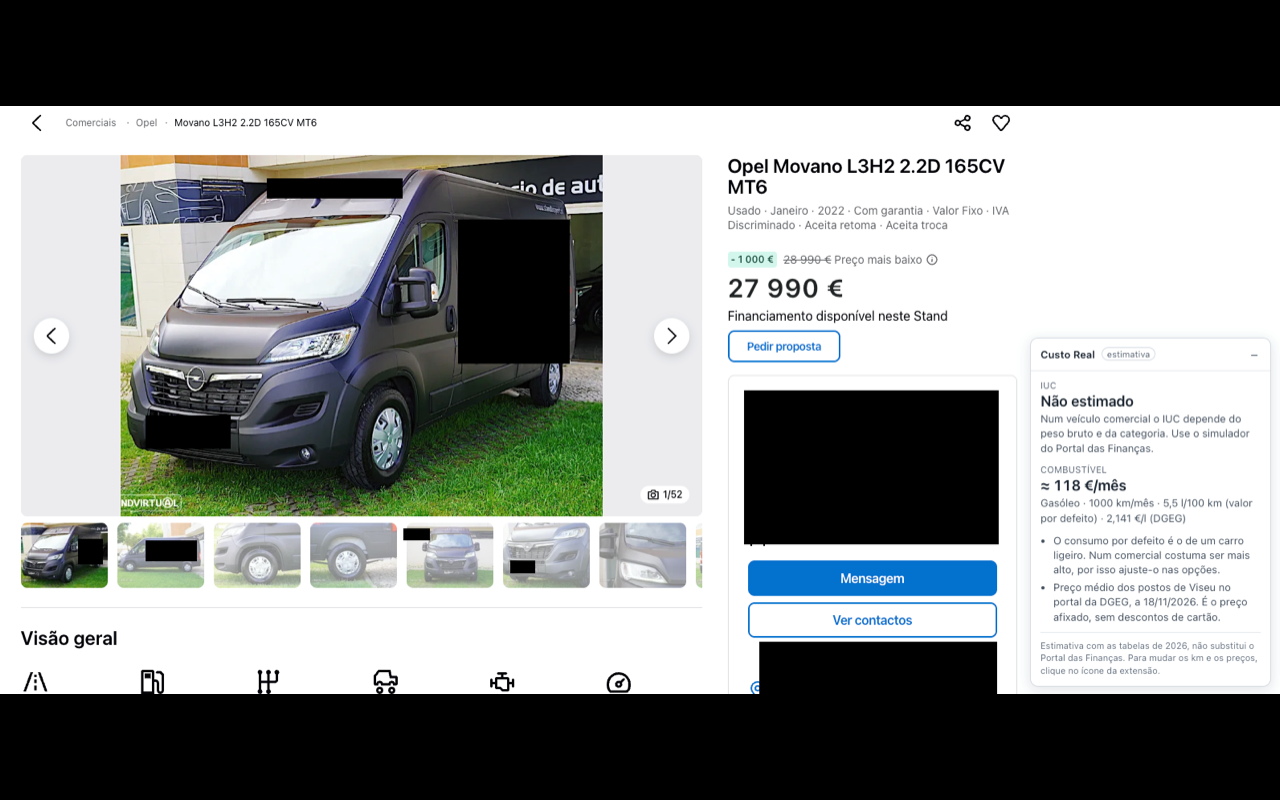 Comerciais · Opel · Movano L3H2 2.2D 165CV MT6
io de aut
NDVIRTUAL
1/52
Visão geral
Opel Movano L3H2 2.2D 165CV
MT6
Usado · Janeiro · 2022 · Com garantia · Valor Fixo · IVA
Discriminado · Aceita retoma · Aceita troca
- 1 000 € 28 990 € Preço mais baixo
27 990 €
Financiamento disponível neste Stand
Pedir proposta
Mensagem
Ver contactos
Custo Real estimativa –
IUC
Não estimado
Num veículo comercial o IUC depende do
peso bruto e da categoria. Use o simulador
do Portal das Finanças.
COMBUSTÍVEL
≈ 118 €/mês
Gasóleo · 1000 km/mês · 5,5 l/100 km (valor
por defeito) · 2,141 €/l (DGEG)
• O consumo por defeito é o de um carro
ligeiro. Num comercial costuma ser mais
alto, por isso ajuste-o nas opções.
• Preço médio dos postos de Viseu no
portal da DGEG, a 18/11/2026. É o preço
afixado, sem descontos de cartão.
Estimativa com as tabelas de 2026, não substitui o
Portal das Finanças. Para mudar os km e os preços,
clique no ícone da extensão.